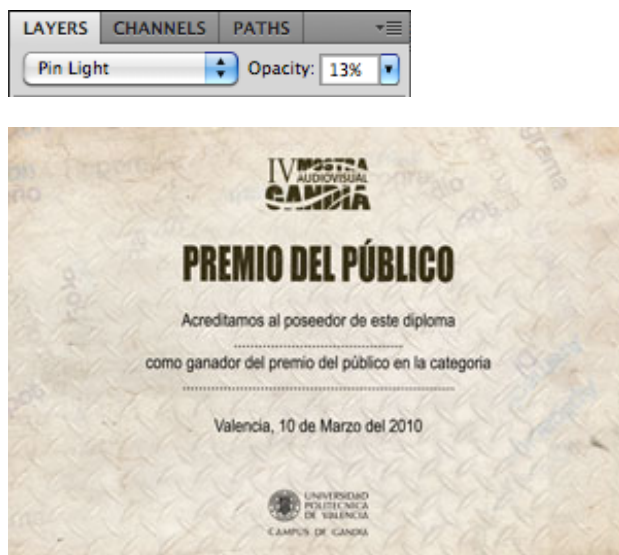 LAYERS CHANNELS PATHS
Pin Light Opacity: 13%
IV MOSTRA
AUDIOVISUAL
GANDIA
PREMIO DEL PÚBLICO
Acreditamos al poseedor de este diploma
como ganador del premio del público en la categoria
Valencia, 10 de Marzo del 2010
UNIVERSIDAD
POLITECNICA
DE VALENCIA
CAMPUS DE GANDIA